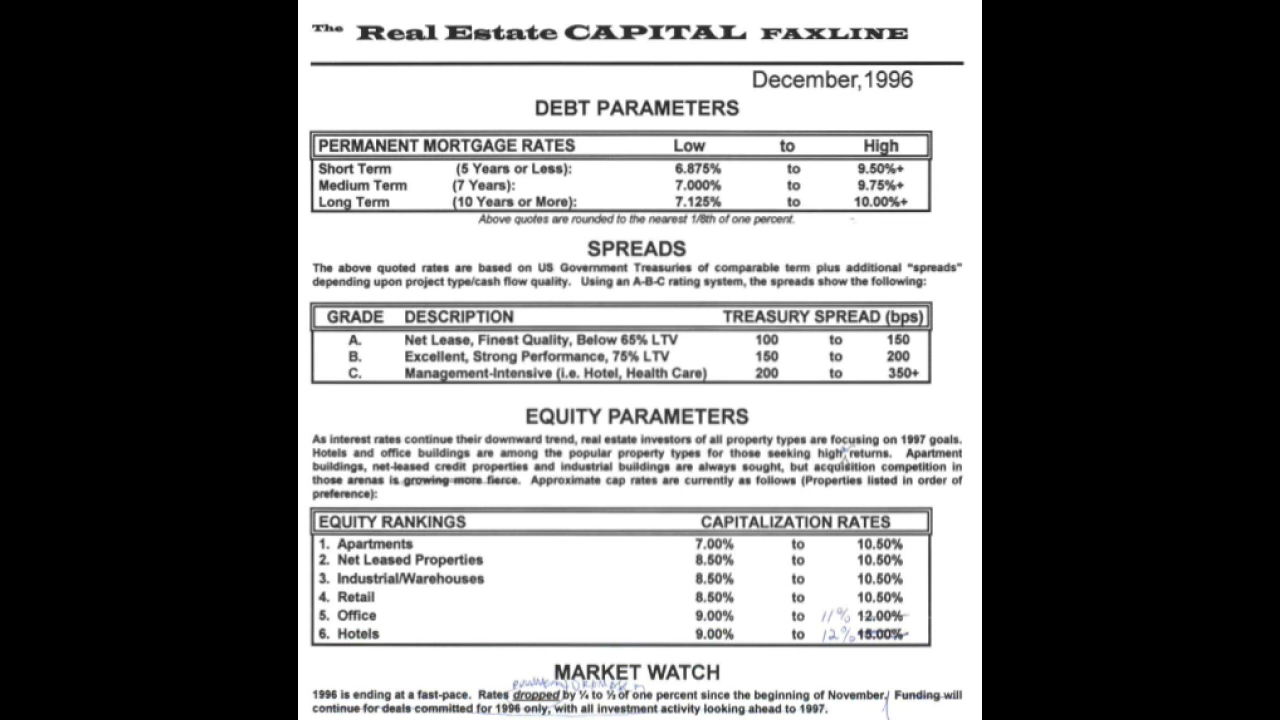 The Real Estate CAPITAL FAXLINE
December,1996
DEBT PARAMETERS
PERMANENT MORTGAGE RATES Low to High
Short Term (5 Years or Less): 6.875% to 9.50%+
Medium Term (7 Years): 7.000% to 9.75%+
Long Term (10 Years or More): 7.125% to 10.00%+
Above quotes are rounded to the nearest 1/8th of one percent.
SPREADS
The above quoted rates are based on US Government Treasuries of comparable term plus additional "spreads"
depending upon project type/cash flow quality. Using an A-B-C rating system, the spreads show the following:
GRADE DESCRIPTION TREASURY SPREAD (bps)
A. Net Lease, Finest Quality, Below 65% LTV 100 to 150
B. Excellent, Strong Performance, 75% LTV 150 to 200
C. Management-Intensive (i.e. Hotel, Health Care) 200 to 350+
EQUITY PARAMETERS
As interest rates continue their downward trend, real estate investors of all property types are focusing on 1997 goals.
Hotels and office buildings are among the popular property types for those seeking high returns. Apartment
buildings, net-leased credit properties and industrial buildings are always sought, but acquisition competition in
those arenas is growing more fierce. Approximate cap rates are currently as follows (Properties listed in order of
preference):
EQUITY RANKINGS CAPITALIZATION RATES
1. Apartments 7.00% to 10.50%
2. Net Leased Properties 8.50% to 10.50%
3. Industrial/Warehouses 8.50% to 10.50%
4. Retail 8.50% to 10.50%
5. Office 9.00% to 11% 12.00%
6. Hotels 9.00% to 12% 15.00%
MARKET WATCH
1996 is ending at a fast-pace. Rates dropped by ¼ to ½ of one percent since the beginning of November. Funding will
continue for deals committed for 1996 only, with all investment activity looking ahead to 1997.